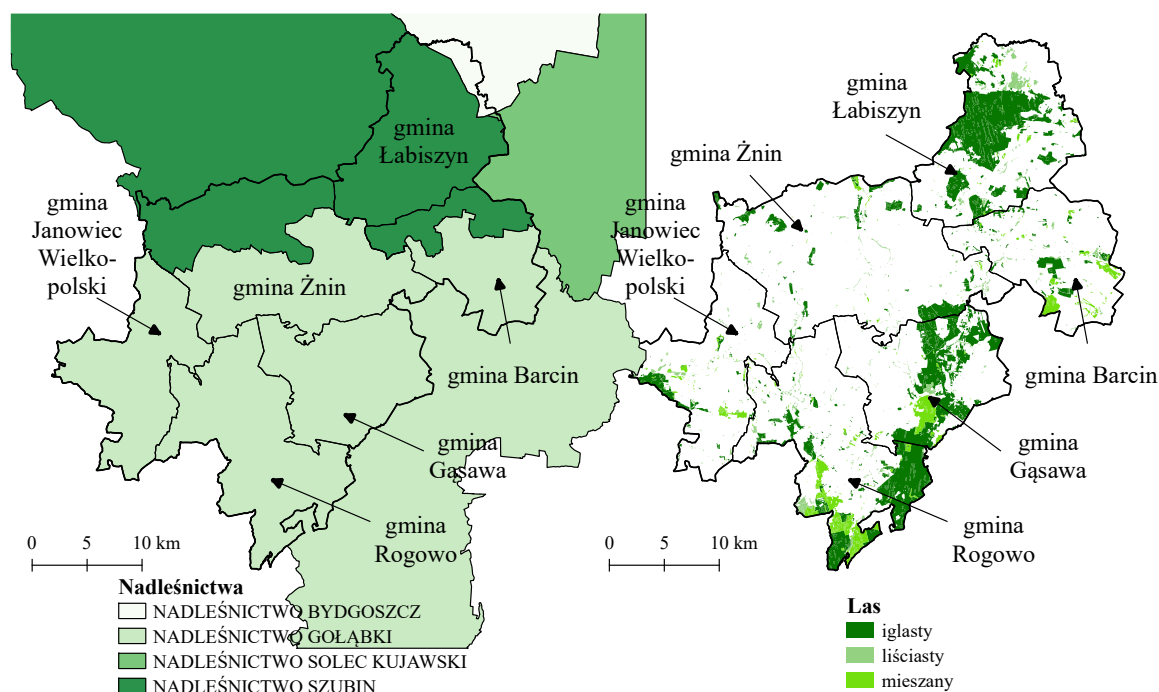 gmina
Łabiszyn
gmina
Janowiec
Wielko-
polski
gmina Żnin
gmina Barcin
gmina
Gąsawa
gmina
Rogowo
0 5 10 km
Nadleśnictwa
NADLEŚNICTWO BYDGOSZCZ
NADLEŚNICTWO GOŁĄBKI
NADLEŚNICTWO SOLEC KUJAWSKI
NADLEŚNICTWO SZUBIN
gmina
Łabiszyn
gmina Żnin
gmina
Janowiec
Wielko-
polski
gmina Barcin
gmina
Gąsawa
gmina
Rogowo
0 5 10 km
Las
iglasty
liściasty
mieszany